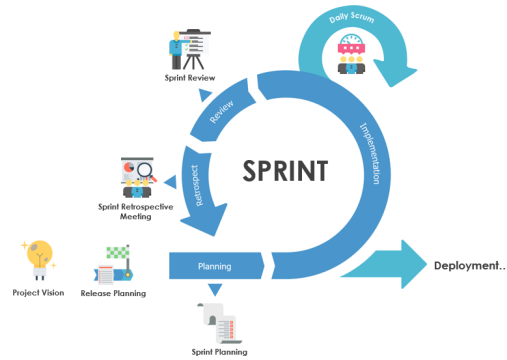 Daily Scrum
Sprint Review
Review
Implementation
SPRINT
Retrospect
Sprint Retrospective
Meeting
Planning
Deployment..
Project Vision
Release Planning
Sprint Planning